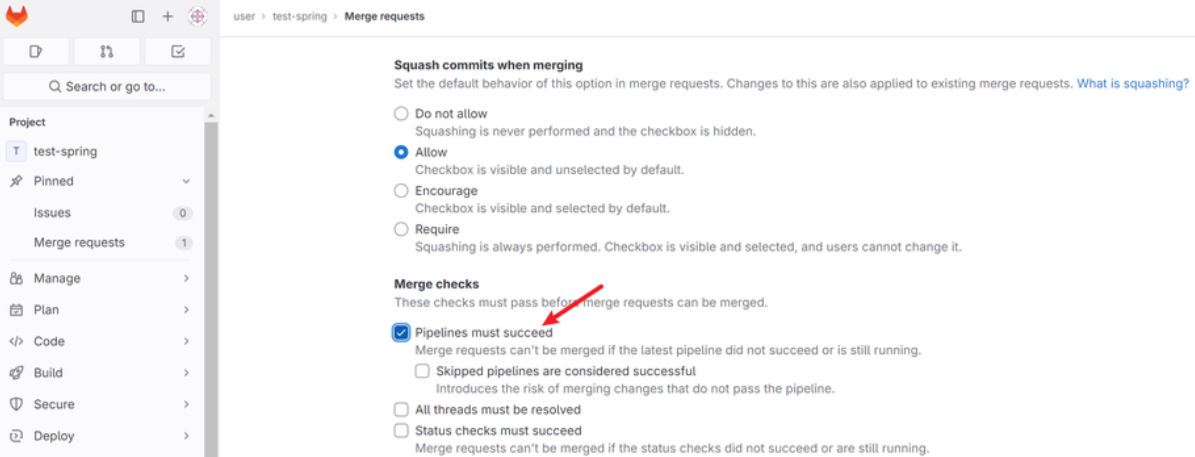 user > test-spring > Merge requests
Search or go to...
Project
T test-spring
Pinned
Issues 0
Merge requests 1
Manage
Plan
Code
Build
Secure
Deploy
Squash commits when merging
Set the default behavior of this option in merge requests. Changes to this are also applied to existing merge requests. What is squashing?
Do not allow
Squashing is never performed and the checkbox is hidden.
Allow
Checkbox is visible and unselected by default.
Encourage
Checkbox is visible and selected by default.
Require
Squashing is always performed. Checkbox is visible and selected, and users cannot change it.
Merge checks
These checks must pass before merge requests can be merged.
Pipelines must succeed
Merge requests can't be merged if the latest pipeline did not succeed or is still running.
Skipped pipelines are considered successful
Introduces the risk of merging changes that do not pass the pipeline.
All threads must be resolved
Status checks must succeed
Merge requests can't be merged if the status checks did not succeed or are still running.